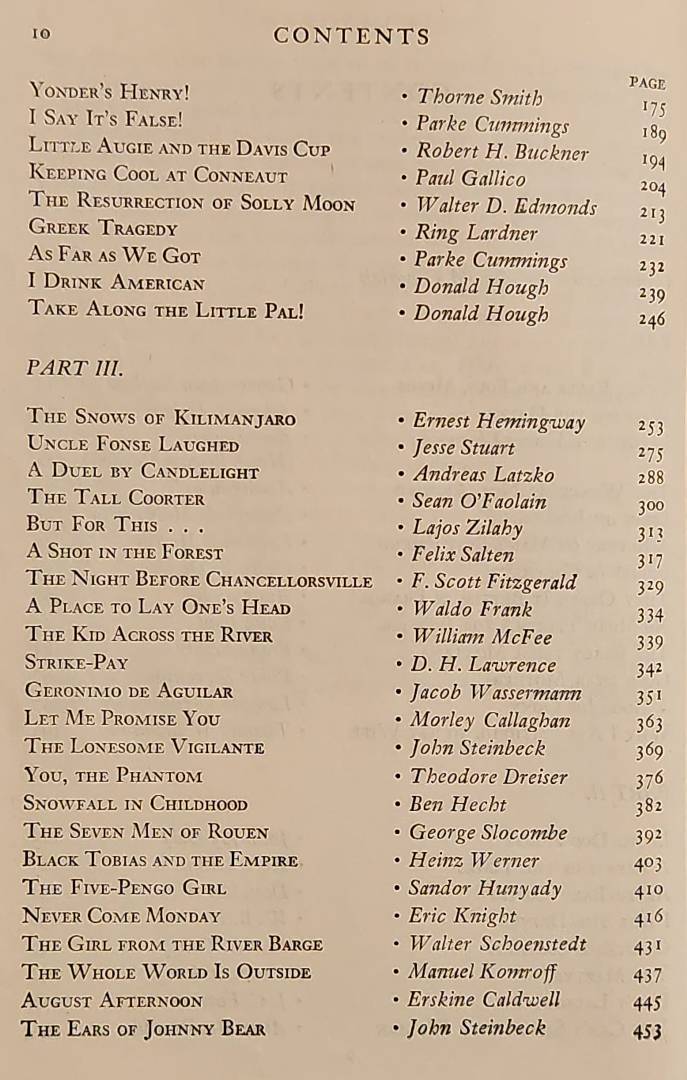 10 CONTENTS
PAGE
YONDER'S HENRY! • Thorne Smith 175
I SAY IT'S FALSE! • Parke Cummings 189
LITTLE AUGIE AND THE DAVIS CUP • Robert H. Buckner 194
KEEPING COOL AT CONNEAUT • Paul Gallico 204
THE RESURRECTION OF SOLLY MOON • Walter D. Edmonds 213
GREEK TRAGEDY • Ring Lardner 221
AS FAR AS WE GOT • Parke Cummings 232
I DRINK AMERICAN • Donald Hough 239
TAKE ALONG THE LITTLE PAL! • Donald Hough 246
PART III.
THE SNOWS OF KILIMANJARO • Ernest Hemingway 253
UNCLE FONSE LAUGHED • Jesse Stuart 275
A DUEL BY CANDLELIGHT • Andreas Latzko 288
THE TALL COORTER • Sean O'Faolain 300
BUT FOR THIS . . . • Lajos Zilahy 313
A SHOT IN THE FOREST • Felix Salten 317
THE NIGHT BEFORE CHANCELLORSVILLE • F. Scott Fitzgerald 329
A PLACE TO LAY ONE'S HEAD • Waldo Frank 334
THE KID ACROSS THE RIVER • William McFee 339
STRIKE-PAY • D. H. Lawrence 342
GERONIMO DE AGUILAR • Jacob Wassermann 351
LET ME PROMISE YOU • Morley Callaghan 363
THE LONESOME VIGILANTE • John Steinbeck 369
YOU, THE PHANTOM • Theodore Dreiser 376
SNOWFALL IN CHILDHOOD • Ben Hecht 382
THE SEVEN MEN OF ROUEN • George Slocombe 392
BLACK TOBIAS AND THE EMPIRE • Heinz Werner 403
THE FIVE-PENGO GIRL • Sandor Hunyady 410
NEVER COME MONDAY • Eric Knight 416
THE GIRL FROM THE RIVER BARGE • Walter Schoenstedt 431
THE WHOLE WORLD IS OUTSIDE • Manuel Komroff 437
AUGUST AFTERNOON • Erskine Caldwell 445
THE EARS OF JOHNNY BEAR • John Steinbeck 453